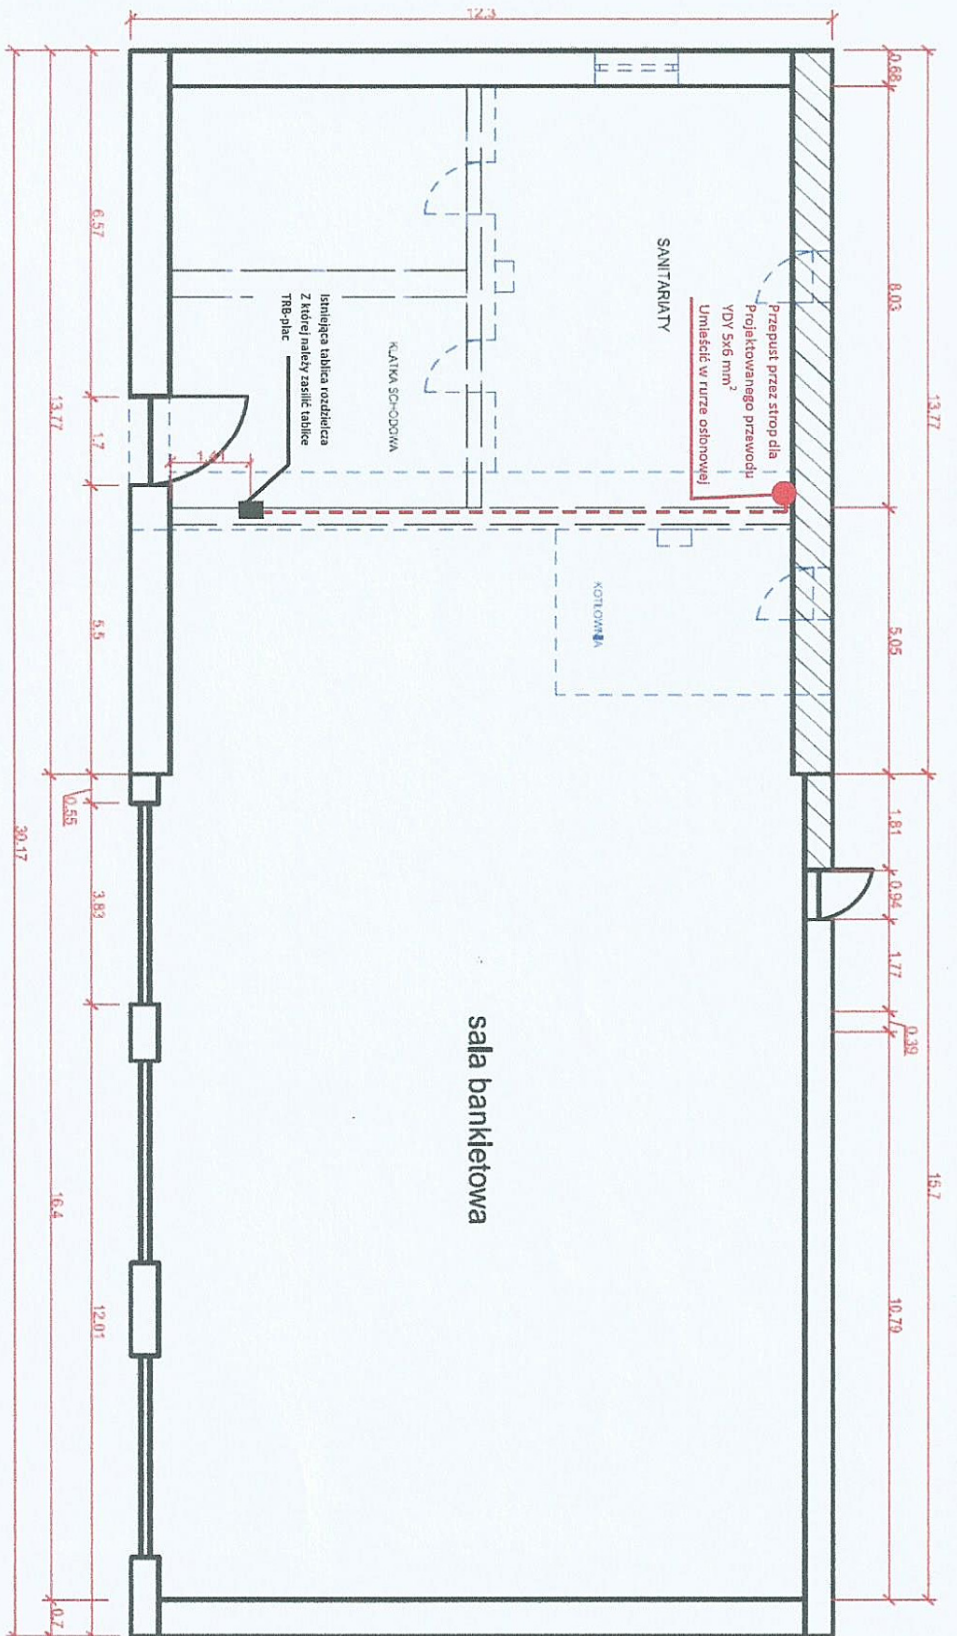 12.3
13.77
15.7
0.68
8.03
5.05
1.81
0.94
1.77
0.39
10.79
Przepust przez strop dla
Projektowanego przewodu
YDY 5x6 mm²
Umieścić w rurze osłonowej
SANITARIATY
KOTŁOWNIA
sala bankietowa
KLATKA SCHODOWA
Istniejąca tablica rozdzielcza
Z której należy zasilić tablice
TRB-plac
6.57
1.7
5.5
0.55
3.83
12.01
13.77
16.4
0.7
30.17